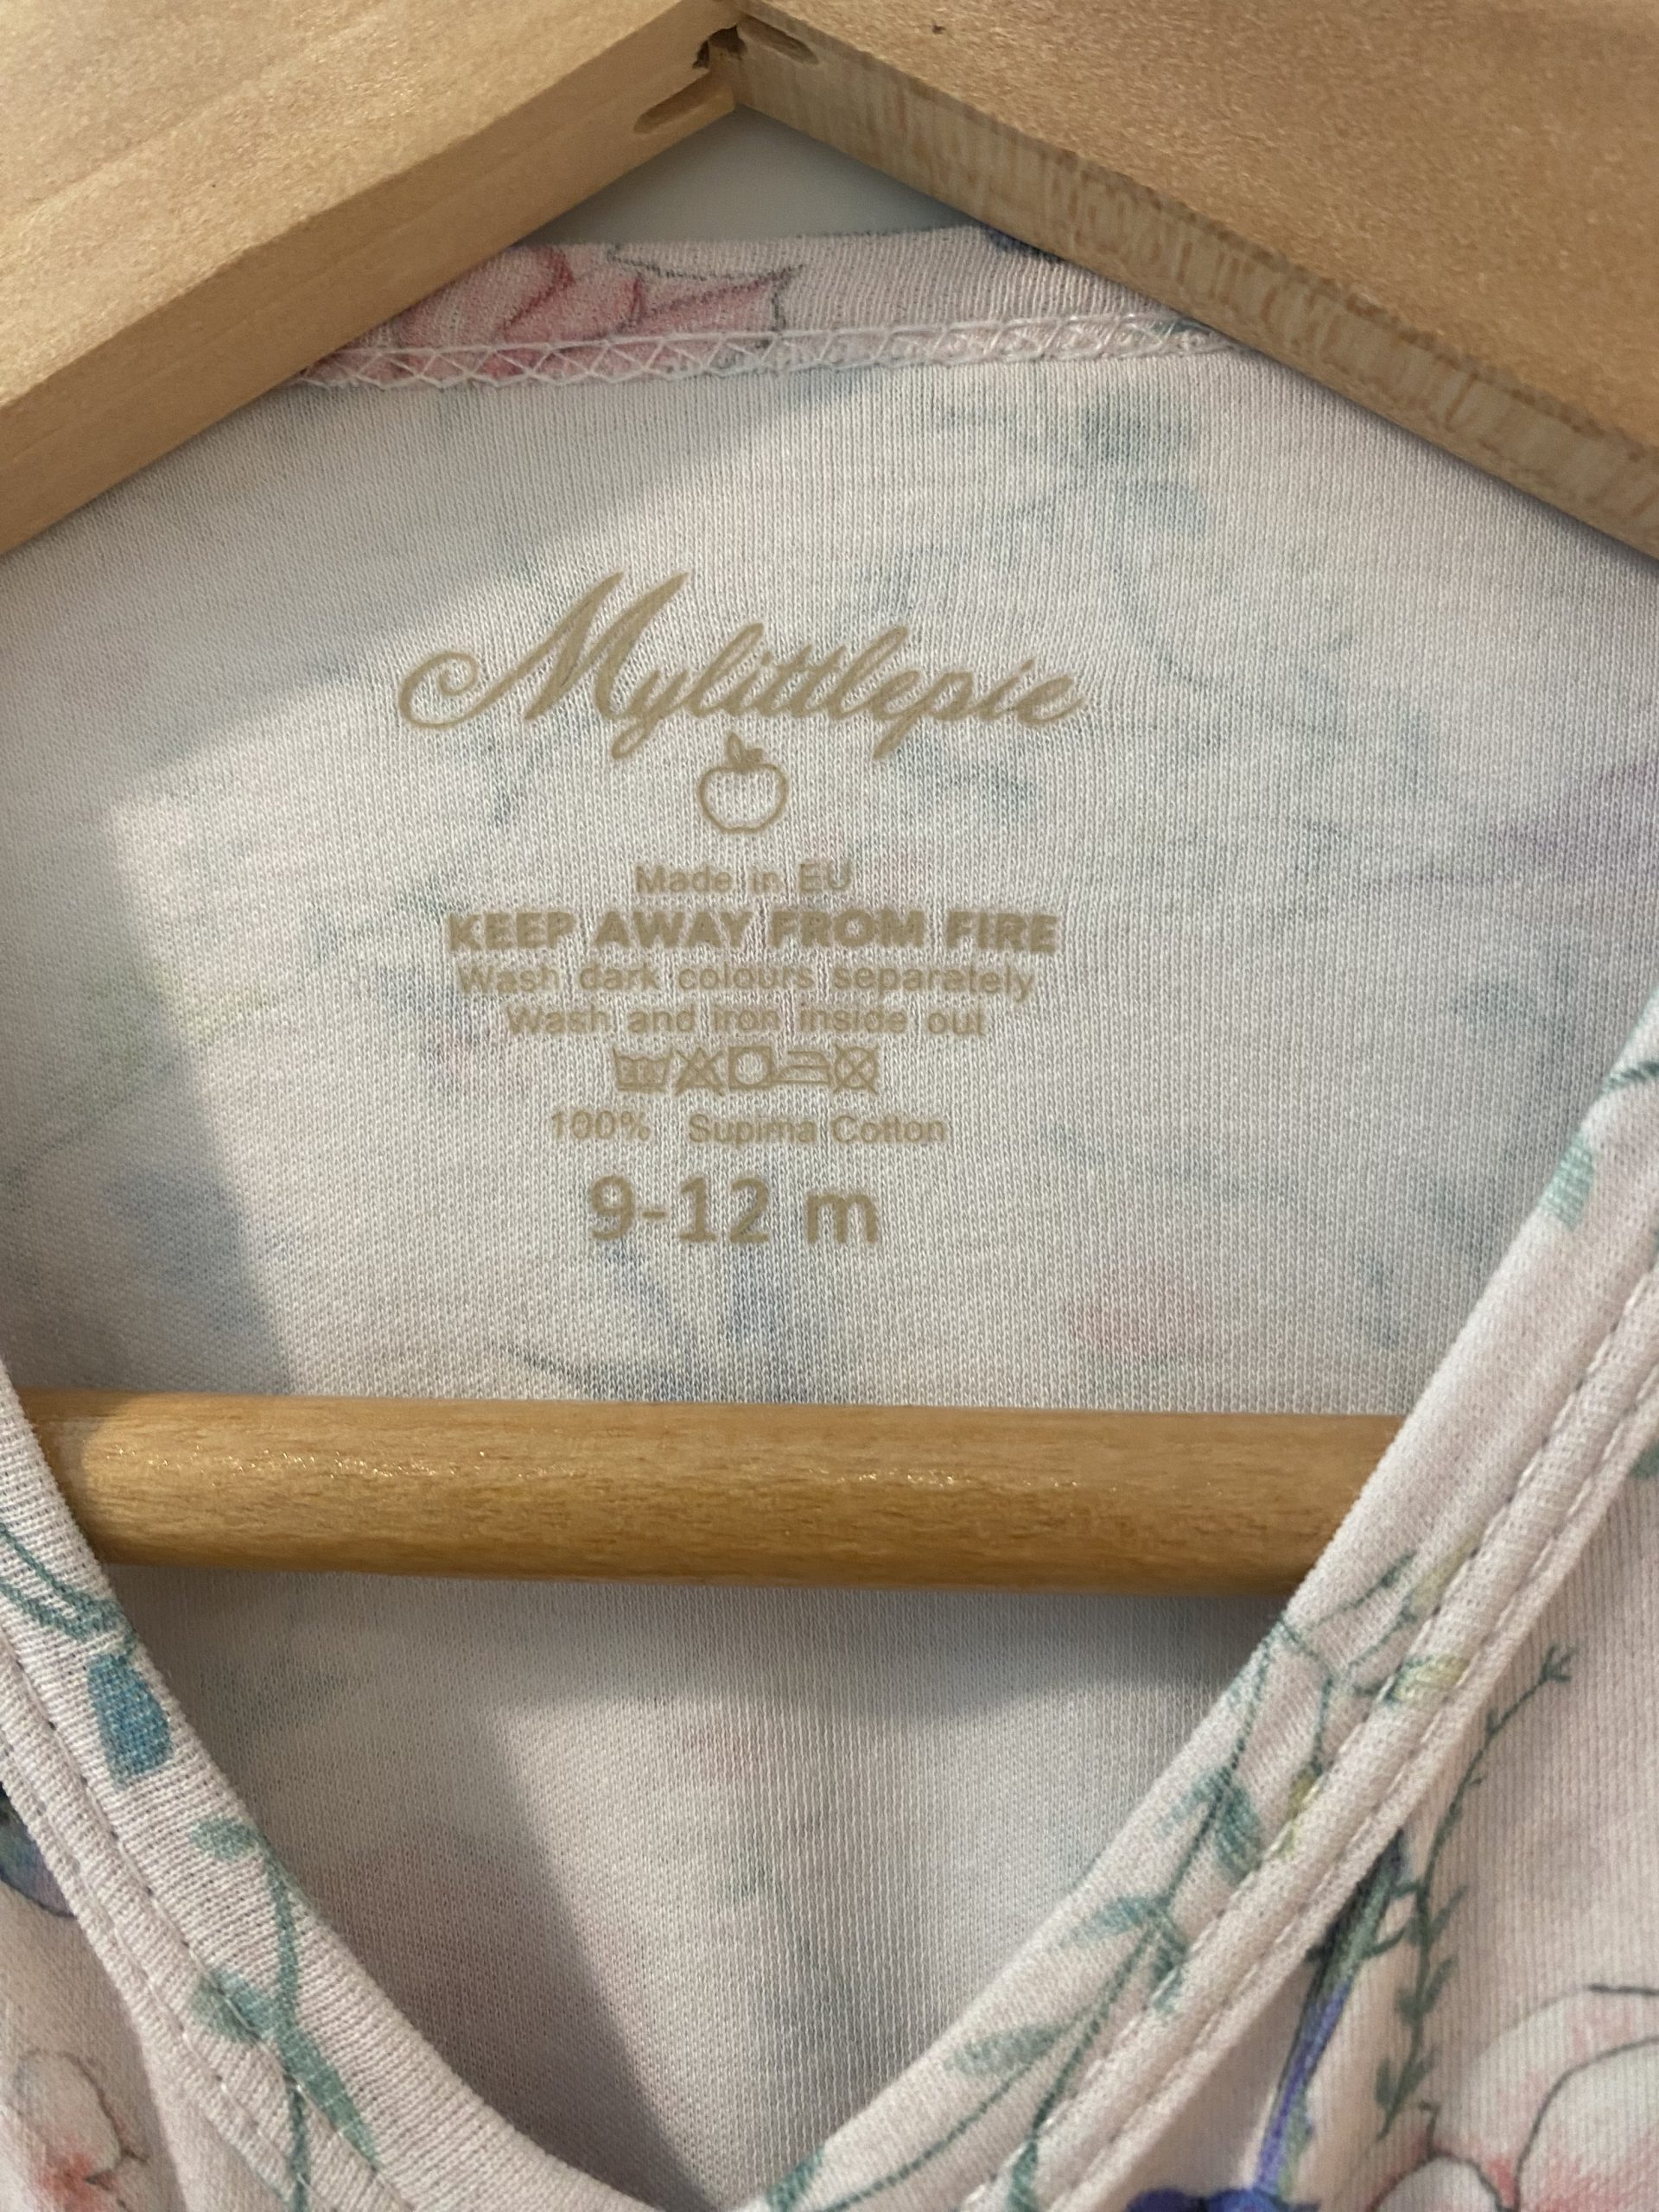 Mylittlepie
Made in EU
KEEP AWAY FROM FIRE
Wash dark colours separately
Wash and iron inside out
100% Supima Cotton
9-12 m